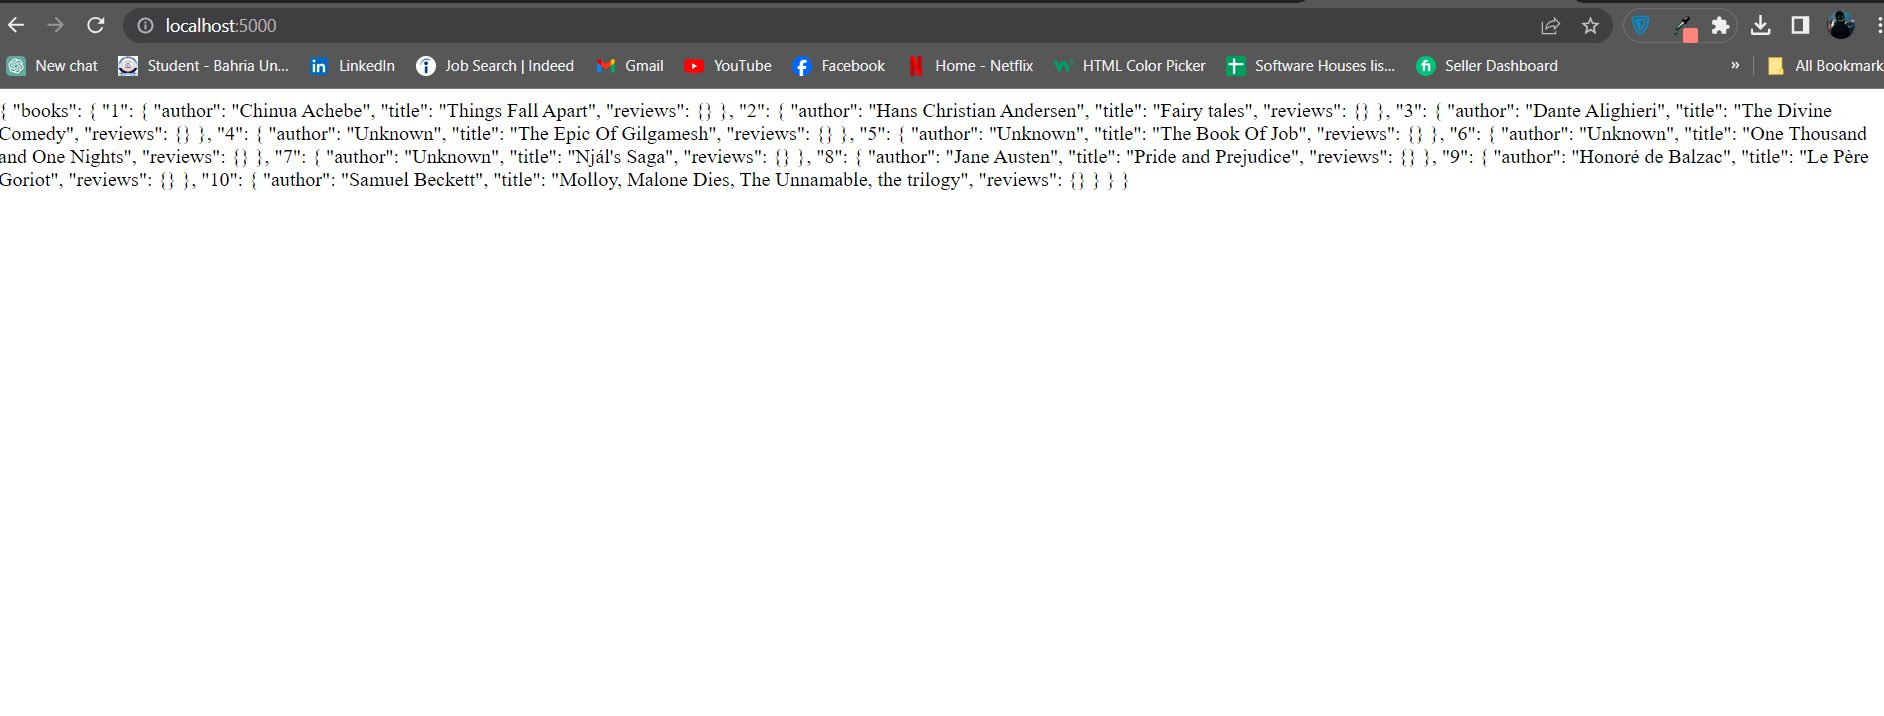 localhost:5000
New chat Student - Bahria Un... LinkedIn Job Search | Indeed Gmail YouTube Facebook Home - Netflix HTML Color Picker Software Houses lis... Seller Dashboard » All Bookmark
{ "books": { "1": { "author": "Chinua Achebe", "title": "Things Fall Apart", "reviews": {} }, "2": { "author": "Hans Christian Andersen", "title": "Fairy tales", "reviews": {} }, "3": { "author": "Dante Alighieri", "title": "The Divine
Comedy", "reviews": {} }, "4": { "author": "Unknown", "title": "The Epic Of Gilgamesh", "reviews": {} }, "5": { "author": "Unknown", "title": "The Book Of Job", "reviews": {} }, "6": { "author": "Unknown", "title": "One Thousand
and One Nights", "reviews": {} }, "7": { "author": "Unknown", "title": "Njál's Saga", "reviews": {} }, "8": { "author": "Jane Austen", "title": "Pride and Prejudice", "reviews": {} }, "9": { "author": "Honoré de Balzac", "title": "Le Père
Goriot", "reviews": {} }, "10": { "author": "Samuel Beckett", "title": "Molloy, Malone Dies, The Unnamable, the trilogy", "reviews": {} } } }